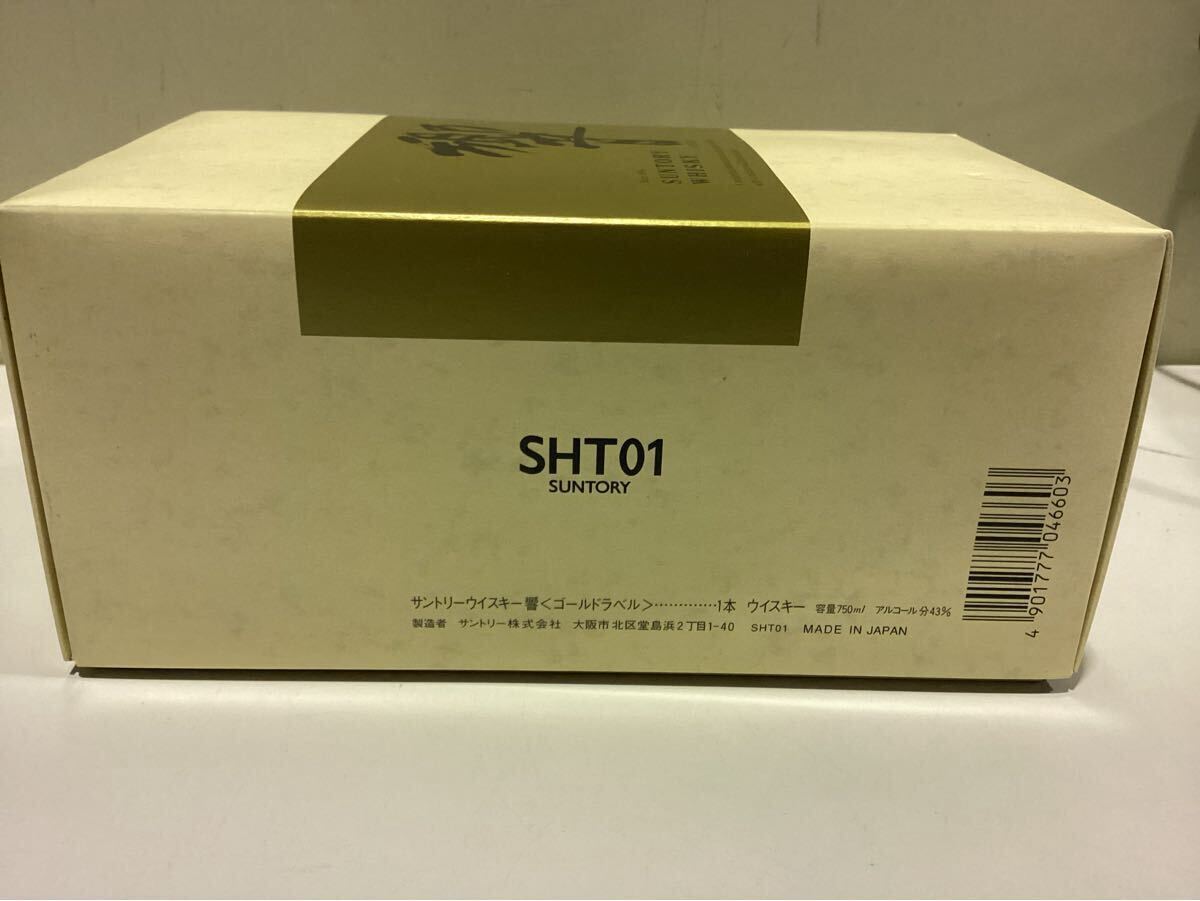 響
SUNTORY
WHISKY
SHT01
SUNTORY
サントリーウイスキー響<ゴールドラベル>·············1本 ウイスキー 容量750ml アルコール分43%
製造者 サントリー株式会社 大阪市北区堂島浜2丁目1-40 SHT01 MADE IN JAPAN
4 901777 046603